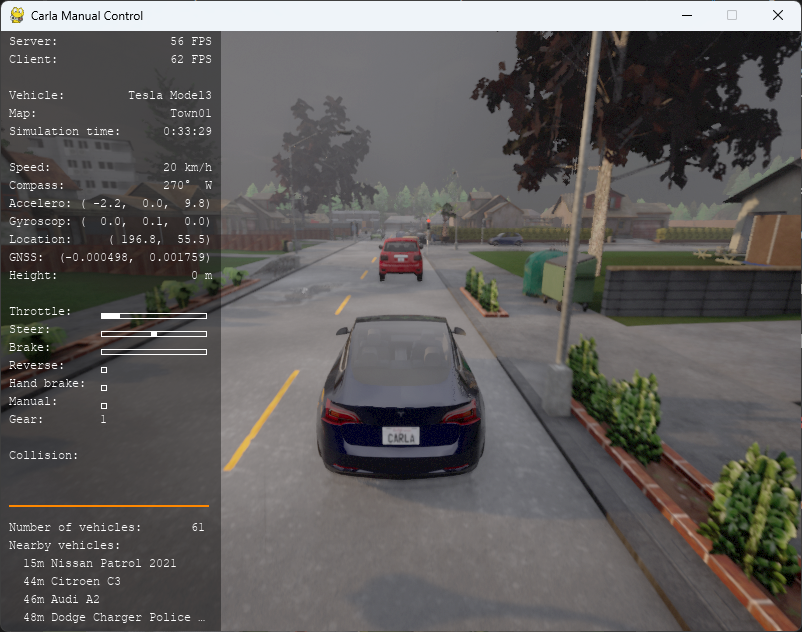 Carla Manual Control
Server: 56 FPS
Client: 62 FPS
Vehicle: Tesla Model3
Map: Town01
Simulation time: 0:33:29
Speed: 20 km/h
Compass: 270° W
Accelero: ( -2.2, 0.0, 9.8)
Gyroscop: ( 0.0, 0.1, 0.0)
Location: ( 196.8, 55.5)
GNSS: (-0.000498, 0.001759)
Height: 0 m
Throttle:
Steer:
Brake:
Reverse:
Hand brake:
Manual:
Gear: 1
Collision:
Number of vehicles: 61
Nearby vehicles:
15m Nissan Patrol 2021
44m Citroen C3
46m Audi A2
48m Dodge Charger Police …
CARLA